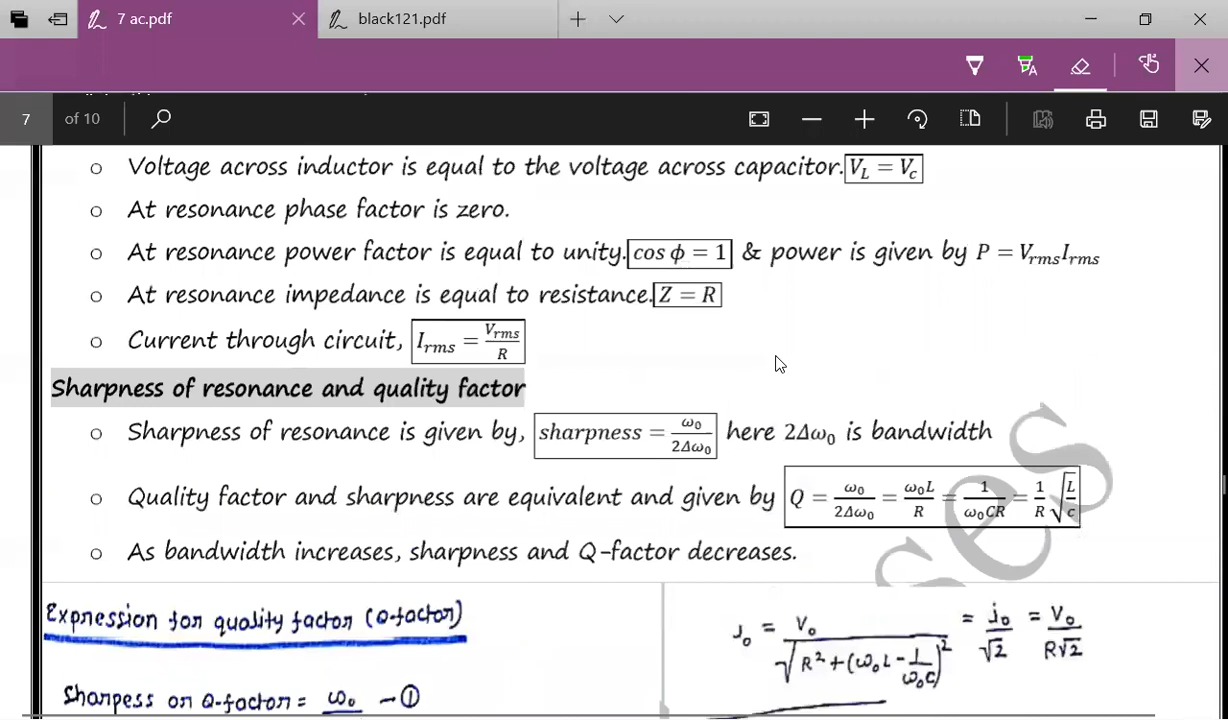 7 ac.pdf
black121.pdf
7 of 10
o Voltage across inductor is equal to the voltage across capacitor. V_L = V_c
o At resonance phase factor is zero.
o At resonance power factor is equal to unity. cos ϕ = 1 & power is given by P = V_rms I_rms
o At resonance impedance is equal to resistance. Z = R
o Current through circuit, I_rms = V_rms / R
Sharpness of resonance and quality factor
o Sharpness of resonance is given by, sharpness = ω₀ / 2Δω₀ here 2Δω₀ is bandwidth
o Quality factor and sharpness are equivalent and given by Q = ω₀ / 2Δω₀ = ω₀L / R = 1 / ω₀CR = 1/R √(L/c)
o As bandwidth increases, sharpness and Q-factor decreases.
Expression for quality factor (Q-factor)
Sharpess on Q-factor = ω₀ – ①
J₀ = V₀ / √(R² + (ω₀L – 1/ω₀C)²) = j₀/√2 = V₀/R√2